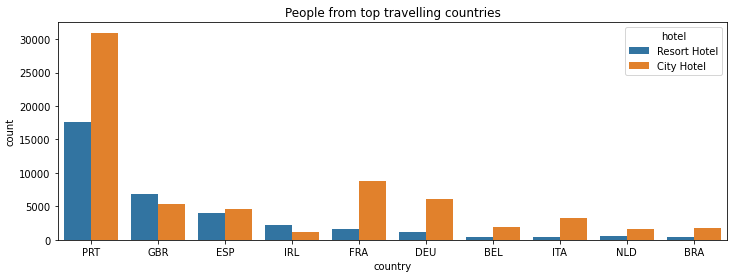 People from top travelling countries
hotel
Resort Hotel
City Hotel
30000
25000
20000
15000
10000
5000
0
count
PRT GBR ESP IRL FRA DEU BEL ITA NLD BRA
country